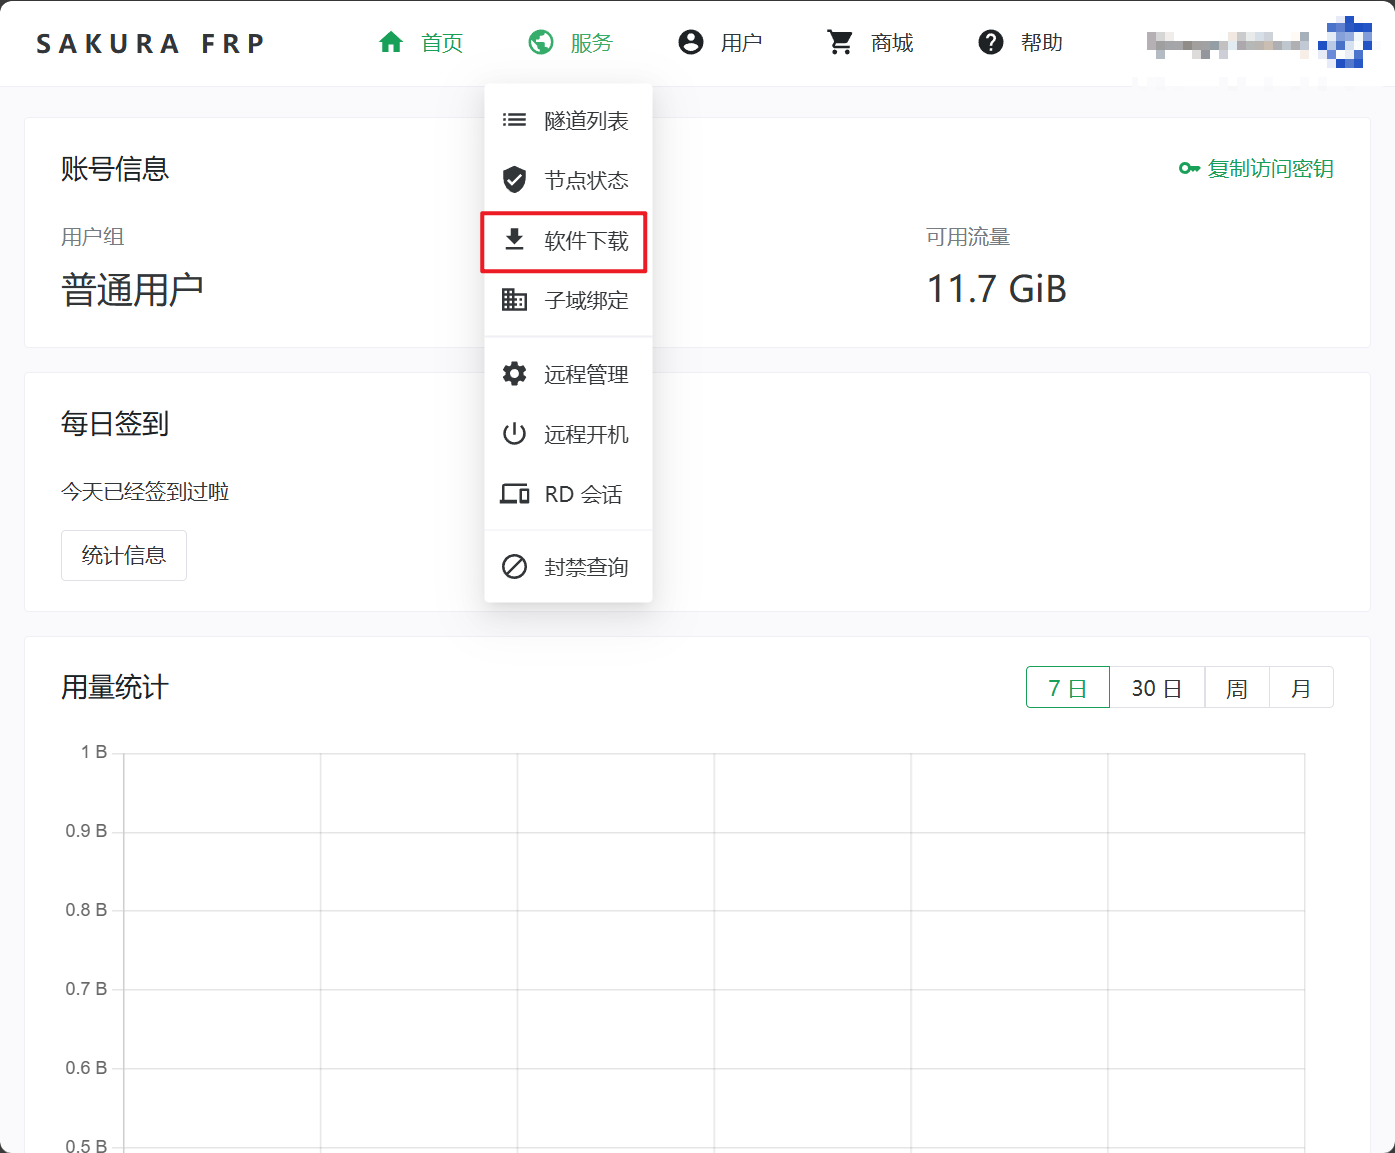 SAKURA FRP
首页
服务
用户
商城
帮助
隧道列表
节点状态
软件下载
子域绑定
远程管理
远程开机
RD 会话
封禁查询
账号信息
复制访问密钥
用户组
普通用户
可用流量
11.7 GiB
每日签到
今天已经签到过啦
统计信息
用量统计
7 日
30 日
周
月
1 B
0.9 B
0.8 B
0.7 B
0.6 B
0.5 B